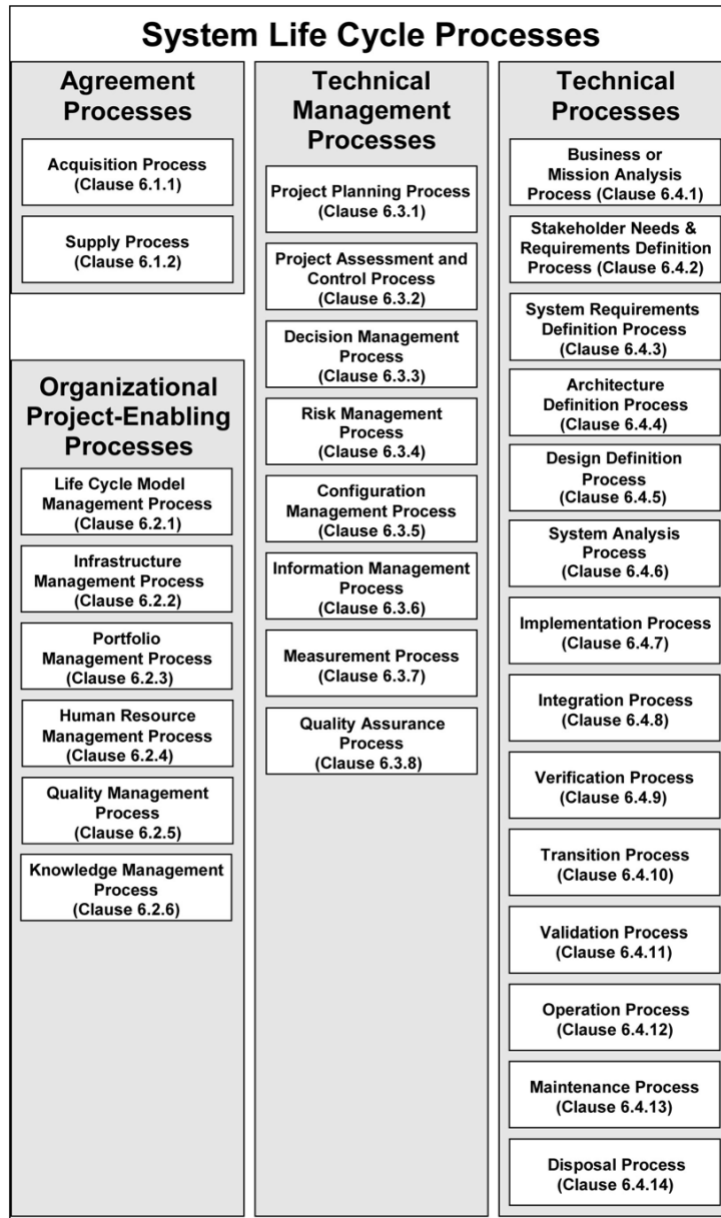 System Life Cycle Processes
Agreement
Processes
Acquisition Process
(Clause 6.1.1)
Supply Process
(Clause 6.1.2)
Organizational
Project-Enabling
Processes
Life Cycle Model
Management Process
(Clause 6.2.1)
Infrastructure
Management Process
(Clause 6.2.2)
Portfolio
Management Process
(Clause 6.2.3)
Human Resource
Management Process
(Clause 6.2.4)
Quality Management
Process
(Clause 6.2.5)
Knowledge Management
Process
(Clause 6.2.6)
Technical
Management
Processes
Project Planning Process
(Clause 6.3.1)
Project Assessment and
Control Process
(Clause 6.3.2)
Decision Management
Process
(Clause 6.3.3)
Risk Management
Process
(Clause 6.3.4)
Configuration
Management Process
(Clause 6.3.5)
Information Management
Process
(Clause 6.3.6)
Measurement Process
(Clause 6.3.7)
Quality Assurance
Process
(Clause 6.3.8)
Technical
Processes
Business or
Mission Analysis
Process (Clause 6.4.1)
Stakeholder Needs &
Requirements Definition
Process (Clause 6.4.2)
System Requirements
Definition Process
(Clause 6.4.3)
Architecture
Definition Process
(Clause 6.4.4)
Design Definition
Process
(Clause 6.4.5)
System Analysis
Process
(Clause 6.4.6)
Implementation Process
(Clause 6.4.7)
Integration Process
(Clause 6.4.8)
Verification Process
(Clause 6.4.9)
Transition Process
(Clause 6.4.10)
Validation Process
(Clause 6.4.11)
Operation Process
(Clause 6.4.12)
Maintenance Process
(Clause 6.4.13)
Disposal Process
(Clause 6.4.14)